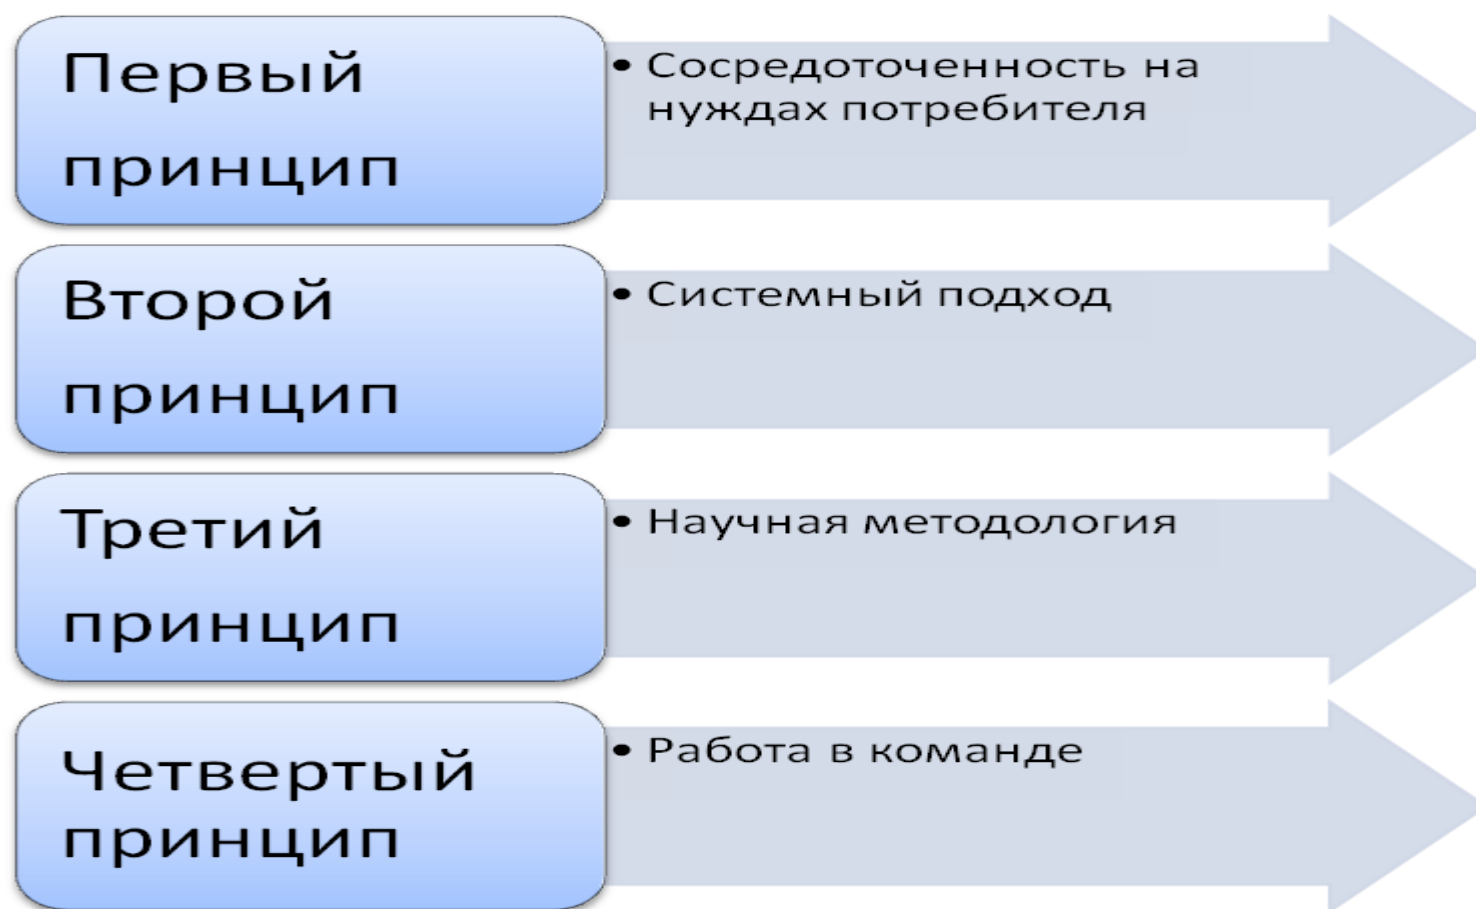 Первый
принцип
• Сосредоточенность на
нуждах потребителя
Второй
принцип
• Системный подход
Третий
принцип
• Научная методология
Четвертый
принцип
• Работа в команде